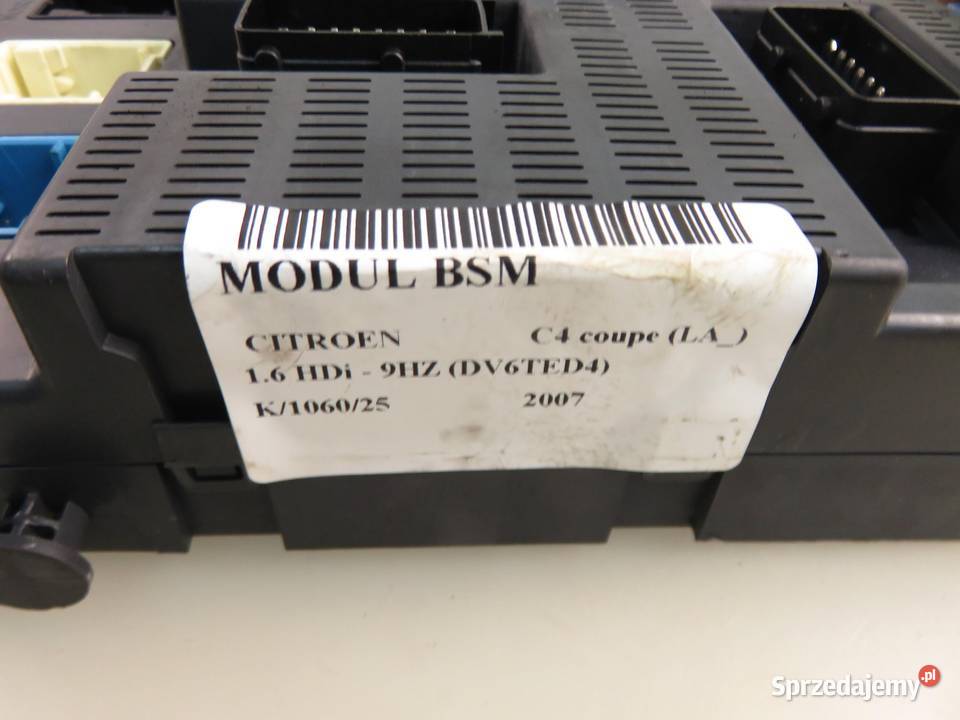 MODUL BSM
CITROEN C4 coupe (LA_)
1.6 HDi - 9HZ (DV6TED4)
K/1060/25 2007
Sprzedajemy.pl